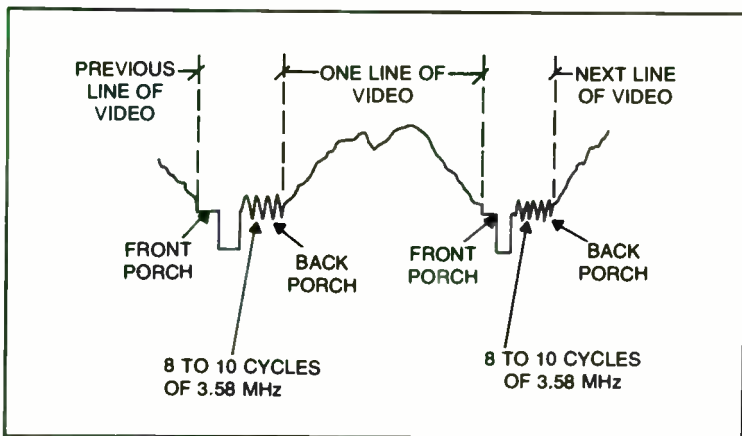 PREVIOUS
LINE OF
VIDEO
ONE LINE OF
VIDEO
NEXT LINE
OF VIDEO
FRONT
PORCH
BACK
PORCH
FRONT
PORCH
BACK
PORCH
8 TO 10 CYCLES
OF 3.58 MHz
8 TO 10 CYCLES
OF 3.58 MHz